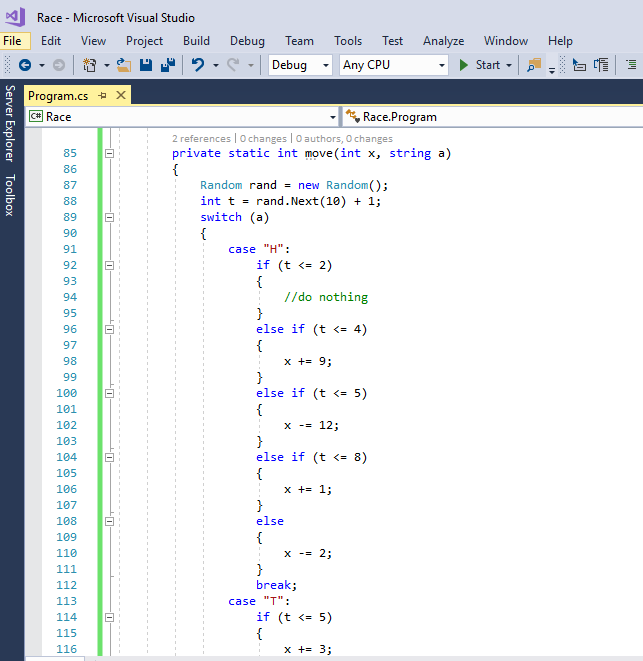 Race - Microsoft Visual Studio
File Edit View Project Build Debug Team Tools Test Analyze Window Help
Debug Any CPU Start
Server Explorer
Toolbox
Program.cs
C# Race Race.Program
2 references | 0 changes | 0 authors, 0 changes
85 private static int move(int x, string a)
86 {
87 Random rand = new Random();
88 int t = rand.Next(10) + 1;
89 switch (a)
90 {
91 case "H":
92 if (t <= 2)
93 {
94 //do nothing
95 }
96 else if (t <= 4)
97 {
98 x += 9;
99 }
100 else if (t <= 5)
101 {
102 x -= 12;
103 }
104 else if (t <= 8)
105 {
106 x += 1;
107 }
108 else
109 {
110 x -= 2;
111 }
112 break;
113 case "T":
114 if (t <= 5)
115 {
116 x += 3;